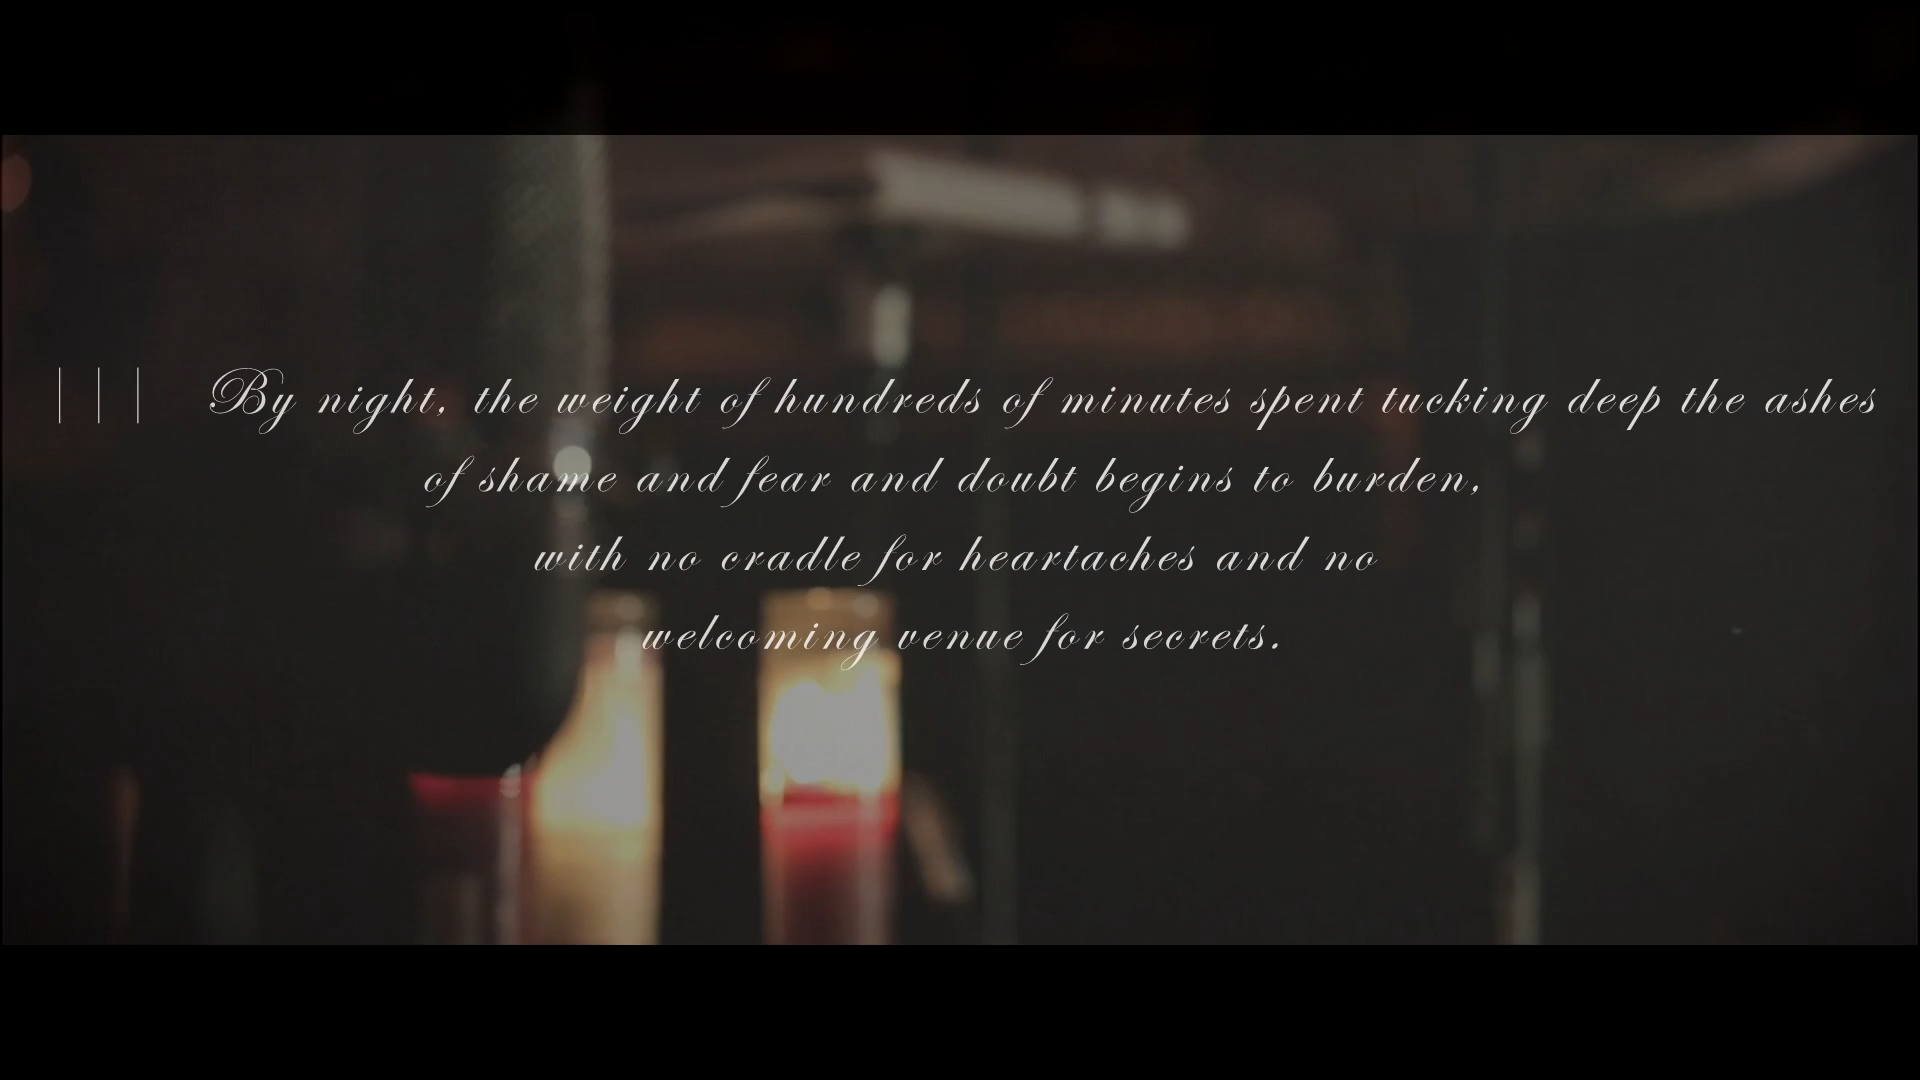 ||| By night, the weight of hundreds of minutes spent tucking deep the ashes
of shame and fear and doubt begins to burden,
with no cradle for heartaches and no
welcoming venue for secrets.